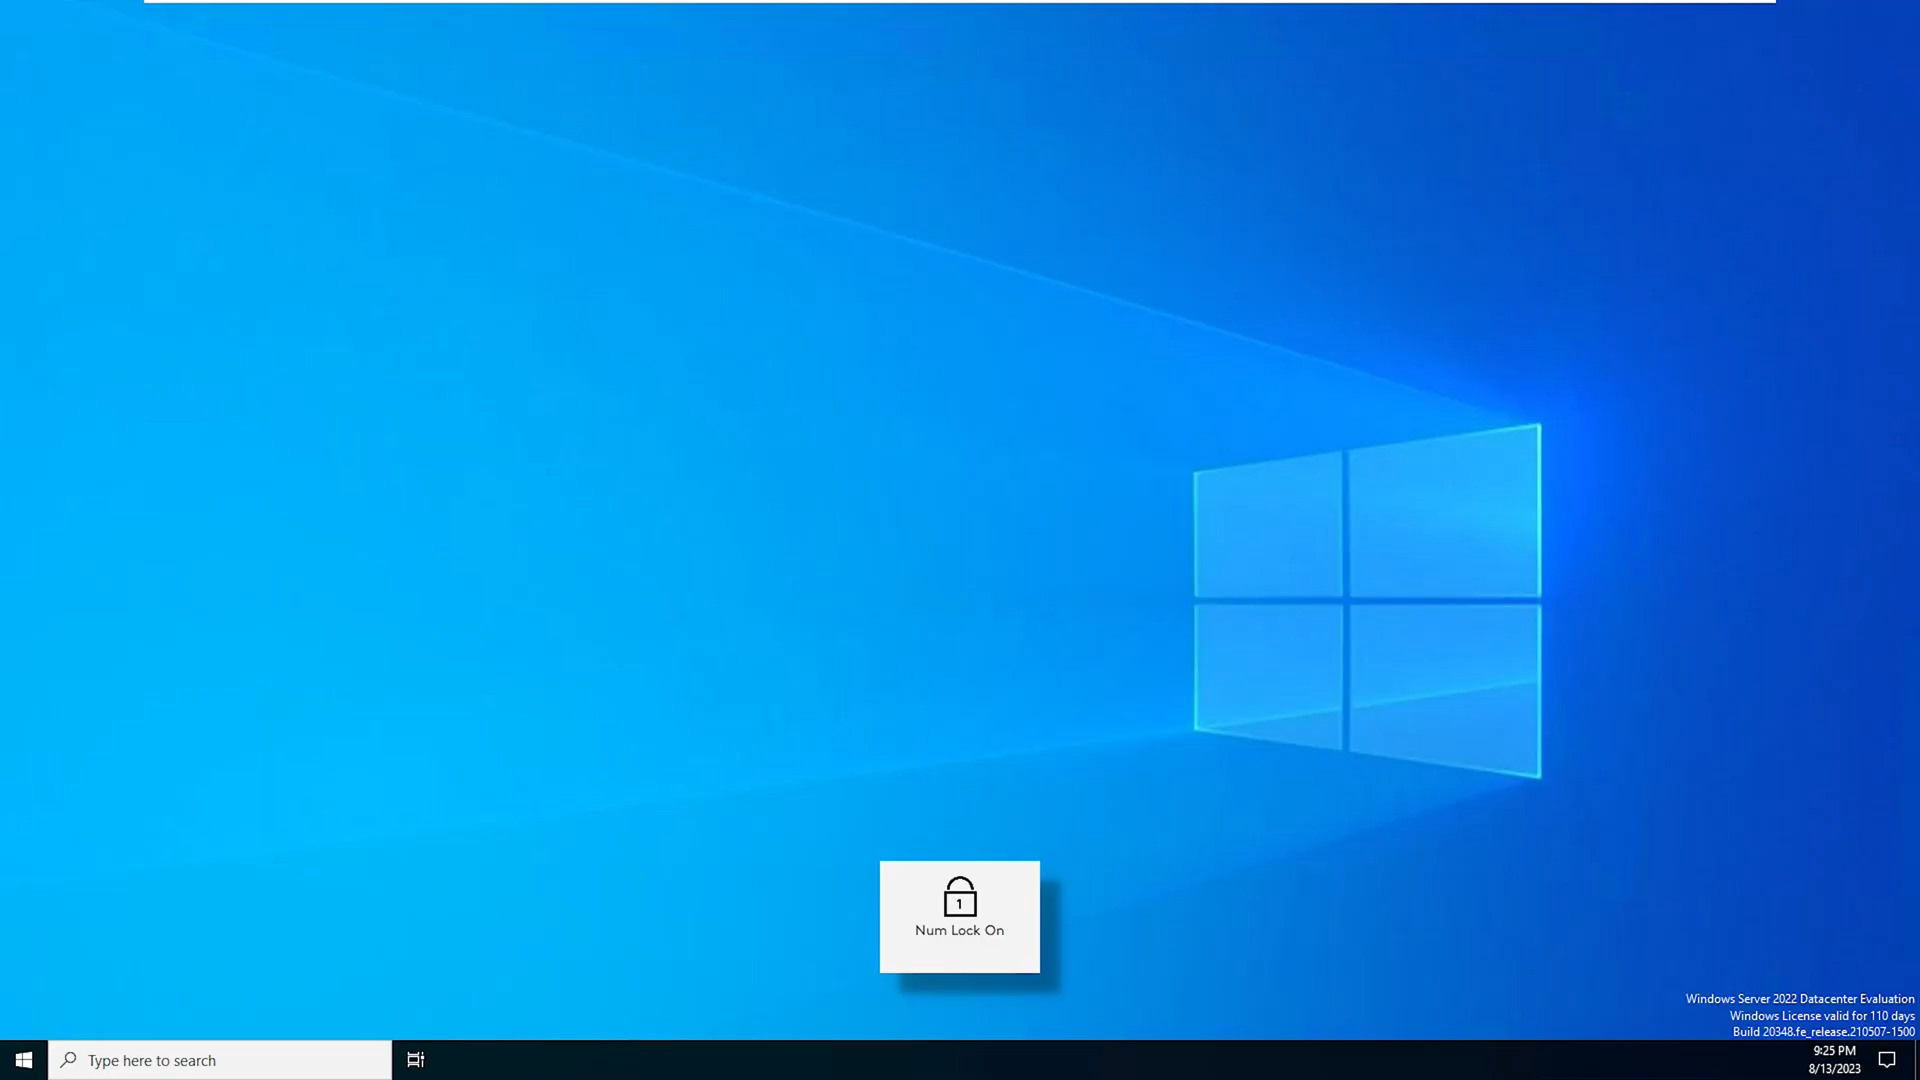 1
Num Lock On
Windows Server 2022 Datacenter Evaluation
Windows License valid for 110 days
Build 20348.fe_release.210507-1500
Type here to search
9:25 PM
8/13/2023